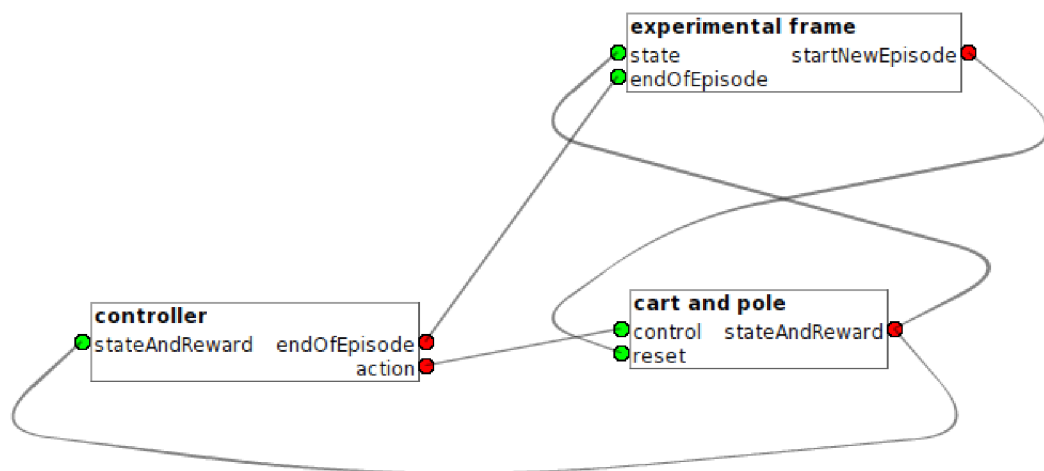 experimental frame
state startNewEpisode
endOfEpisode
controller
stateAndReward endOfEpisode
action
cart and pole
control stateAndReward
reset